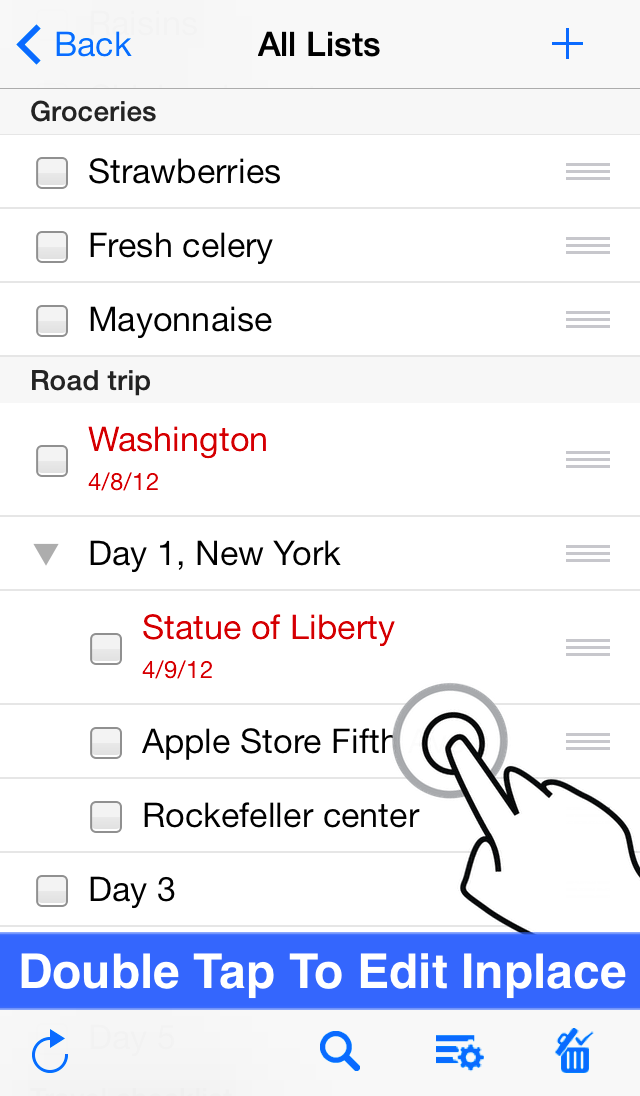 Raisins
Back
All Lists
Groceries
Strawberries
Fresh celery
Mayonnaise
Road trip
Washington
4/8/12
Day 1, New York
Statue of Liberty
4/9/12
Apple Store Fifth
Rockefeller center
Day 3
Double Tap To Edit Inplace
Day 5